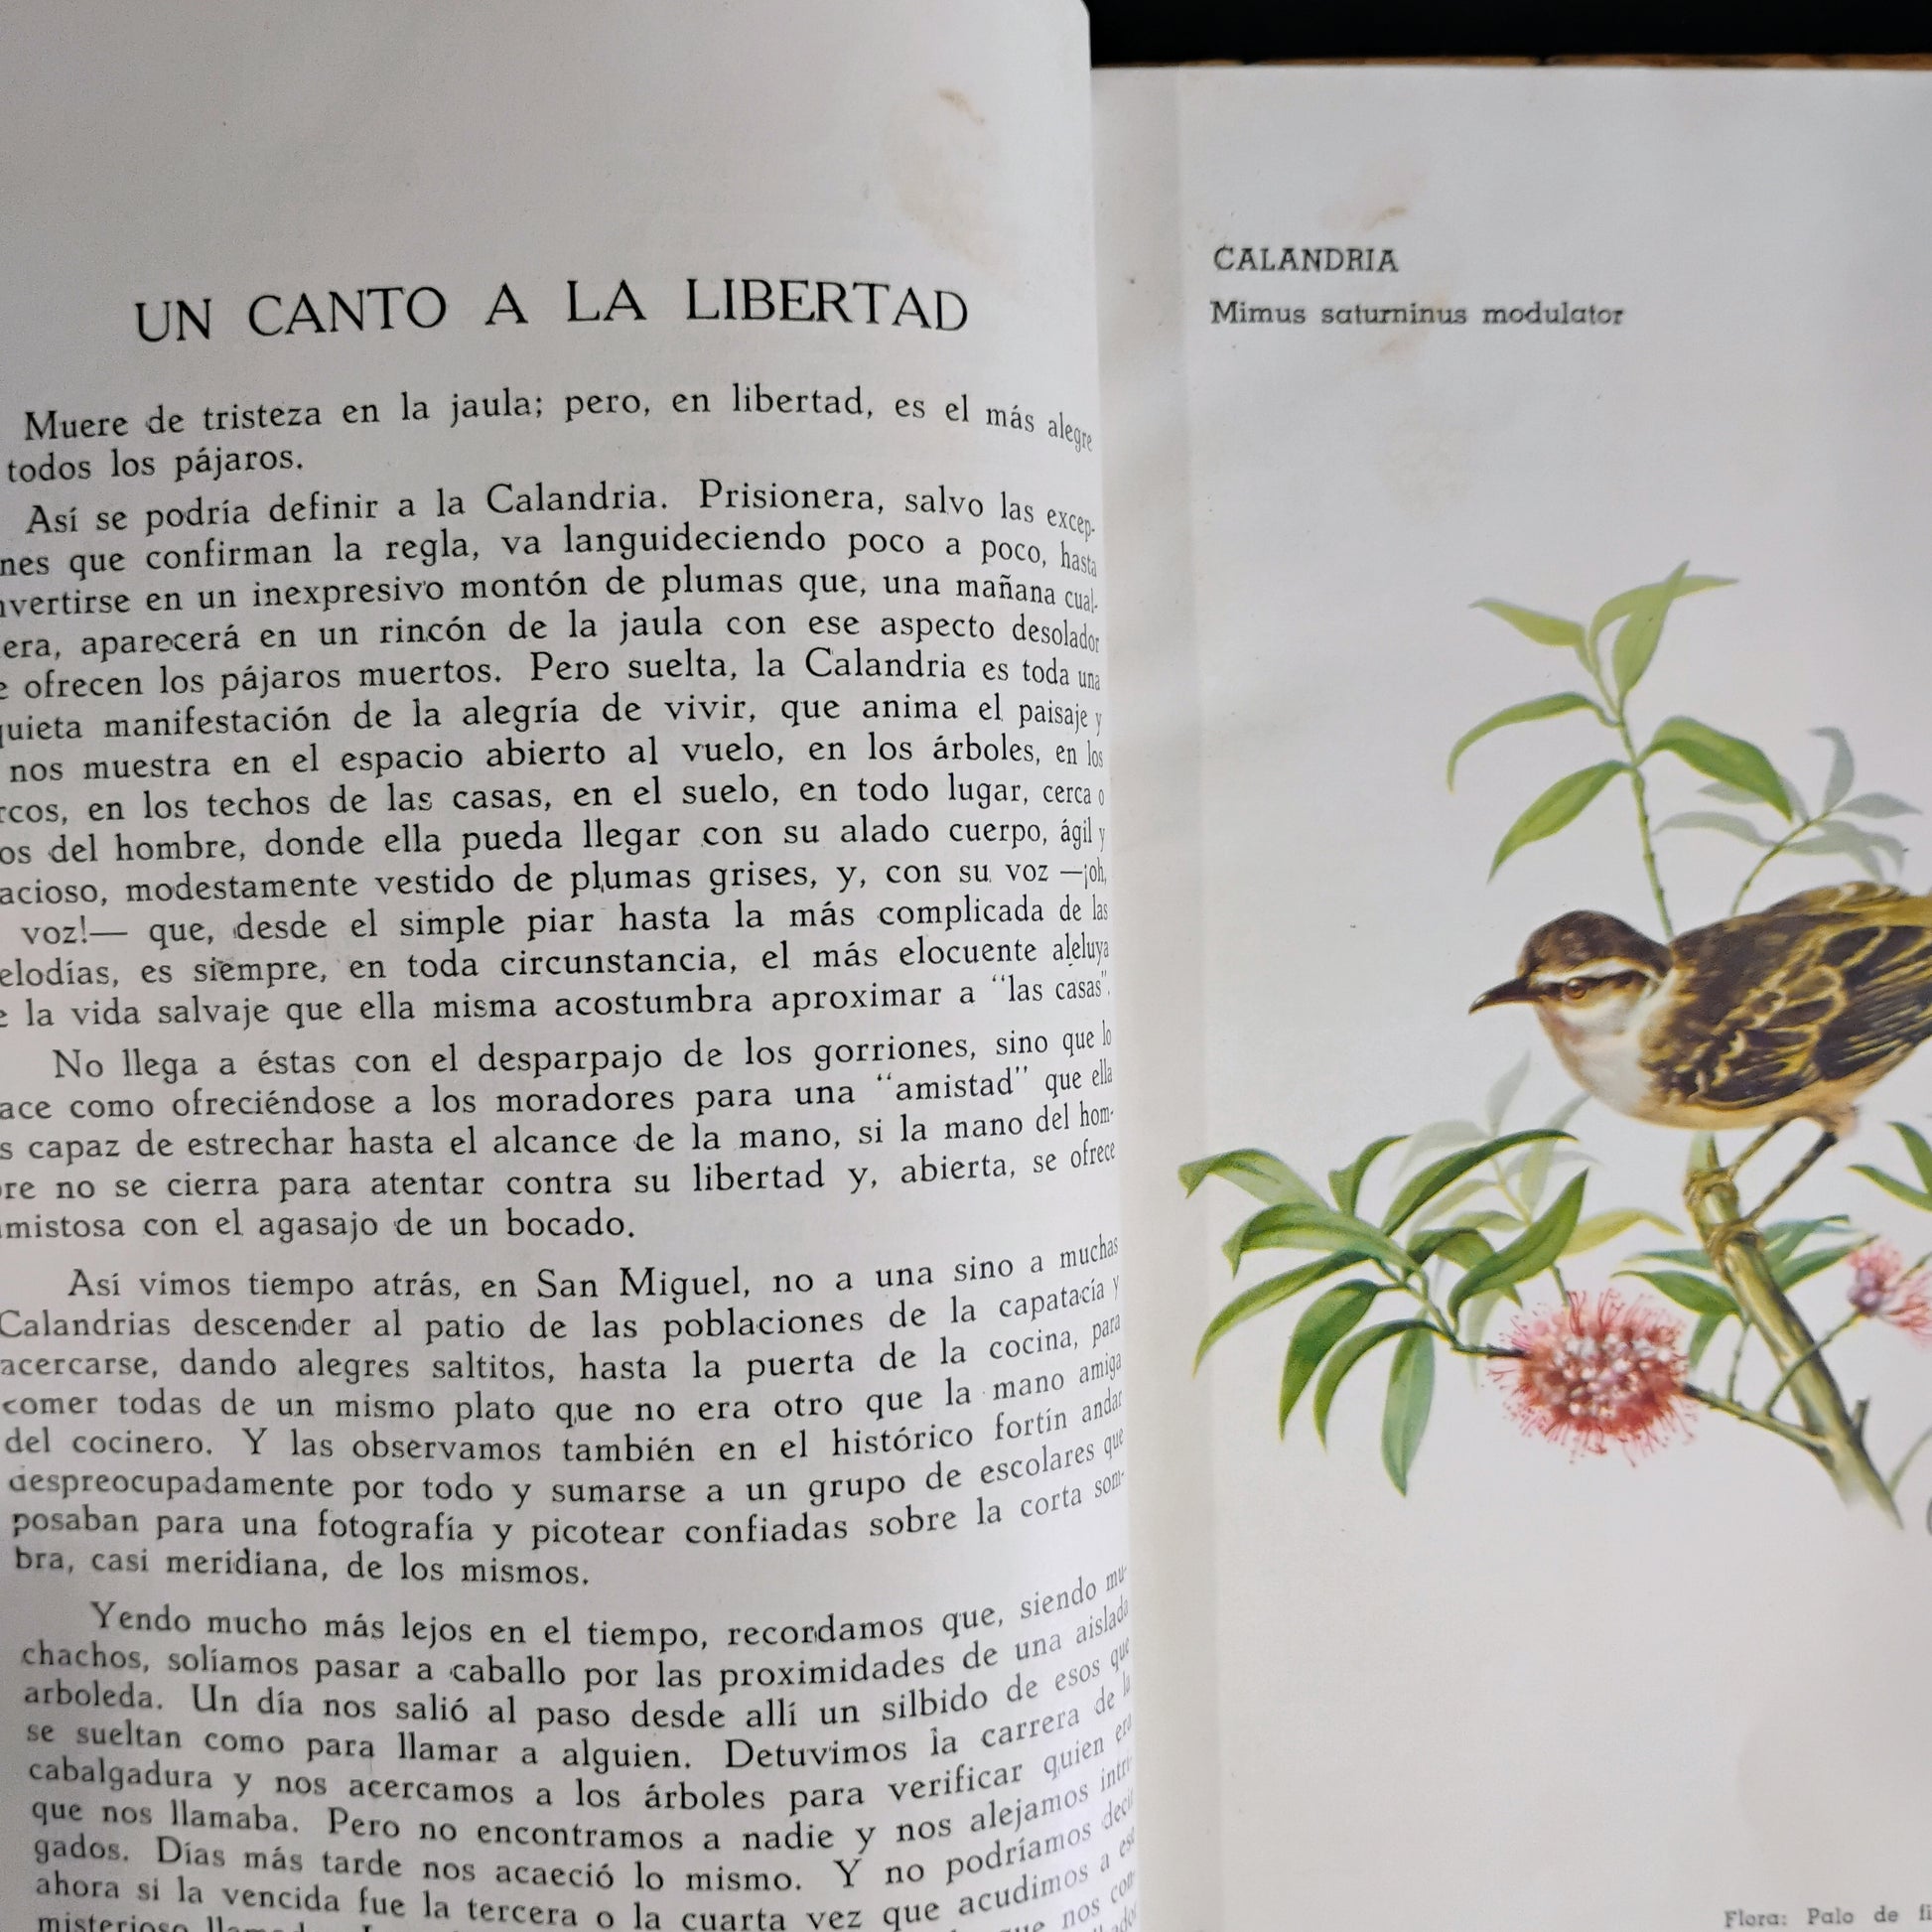 UN CANTO A LA LIBERTAD
Muere de tristeza en la jaula; pero, en libertad, es el más alegre
todos los pájaros.
Así se podría definir a la Calandria. Prisionera, salvo las excep-
nes que confirman la regla, va languideciendo poco a poco, hasta
nvertirse en un inexpresivo montón de plumas que, una mañana cual-
era, aparecerá en un rincón de la jaula con ese aspecto desolador
e ofrecen los pájaros muertos. Pero suelta, la Calandria es toda una
quieta manifestación de la alegría de vivir, que anima el paisaje y
nos muestra en el espacio abierto al vuelo, en los árboles, en los
rcos, en los techos de las casas, en el suelo, en todo lugar, cerca o
os del hombre, donde ella pueda llegar con su alado cuerpo, ágil y
acioso, modestamente vestido de plumas grises, y, con su voz —¡oh,
voz!— que, desde el simple piar hasta la más complicada de las
elodías, es siempre, en toda circunstancia, el más elocuente aleluya
e la vida salvaje que ella misma acostumbra aproximar a "las casas".
No llega a éstas con el desparpajo de los gorriones, sino que lo
ace como ofreciéndose a los moradores para una "amistad" que ella
s capaz de estrechar hasta el alcance de la mano, si la mano del hom-
bre no se cierra para atentar contra su libertad y, abierta, se ofrece
amistosa con el agasajo de un bocado.
Así vimos tiempo atrás, en San Miguel, no a una sino a muchas
Calandrias descender al patio de las poblaciones de la capatacía y
acercarse, dando alegres saltitos, hasta la puerta de la cocina, para
comer todas de un mismo plato que no era otro que la mano amiga
del cocinero. Y las observamos también en el histórico fortín andar
despreocupadamente por todo y sumarse a un grupo de escolares que
posaban para una fotografía y picotear confiadas sobre la corta som-
bra, casi meridiana, de los mismos.
Yendo mucho más lejos en el tiempo, recordamos que, siendo mu-
chachos, solíamos pasar a caballo por las proximidades de una aislada
arboleda. Un día nos salió al paso desde allí un silbido de esos que
se sueltan como para llamar a alguien. Detuvimos la carrera de la
cabalgadura y nos acercamos a los árboles para verificar quien era
que nos llamaba. Pero no encontramos a nadie y nos alejamos intri-
gados. Días más tarde nos acaeció lo mismo. Y no podríamos decir
ahora si la vencida fue la tercera o la cuarta vez que acudimos a ese
misterioso que nos con-
CALANDRIA
Mimus saturninus modulator
Flora: Palo de